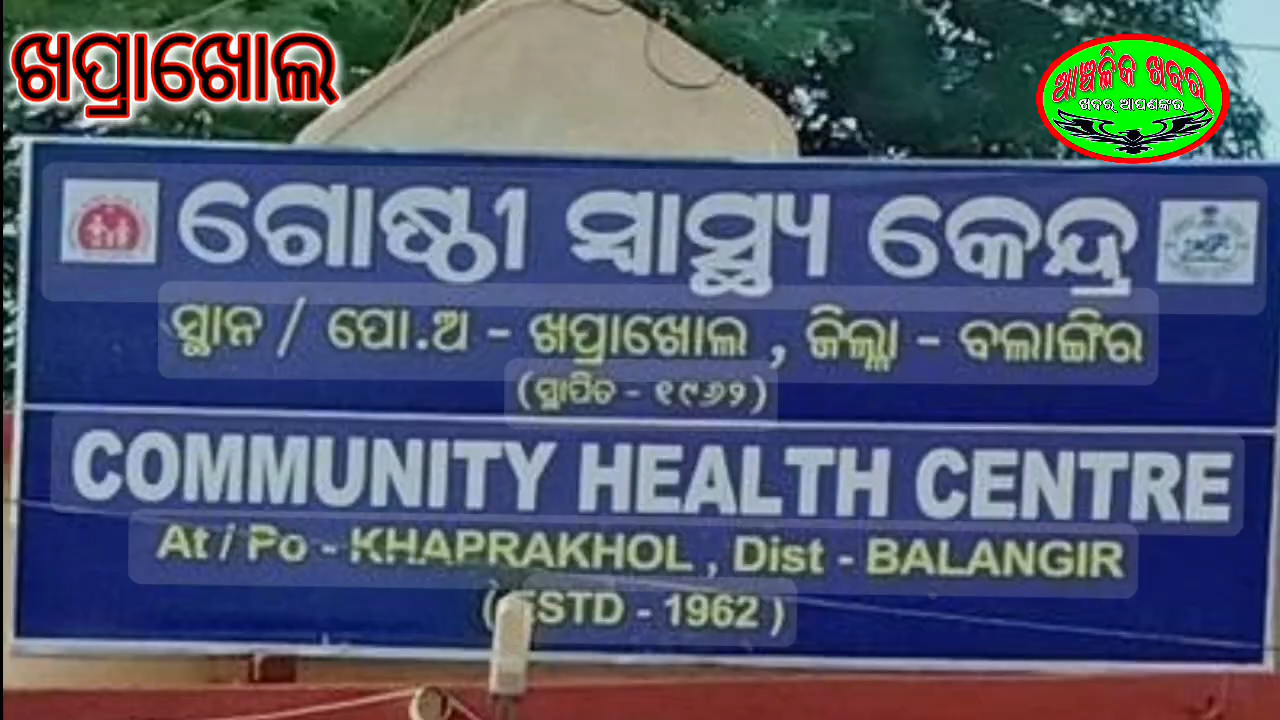 ଖପ୍ରାଖୋଲ
ଆଞ୍ଚଳିକ ଖବର
ଖବର ଆପଣଙ୍କର
ଗୋଷ୍ଠୀ ସ୍ୱାସ୍ଥ୍ୟ କେନ୍ଦ୍ର
ସ୍ଥାନ / ପୋ.ଅ - ଖପ୍ରାଖୋଲ , ଜିଲ୍ଲା - ବଲାଙ୍ଗିର
(ସ୍ଥାପିତ - ୧୯୬୨)
COMMUNITY HEALTH CENTRE
At / Po - KHAPRAKHOL , Dist - BALANGIR
( ESTD - 1962 )